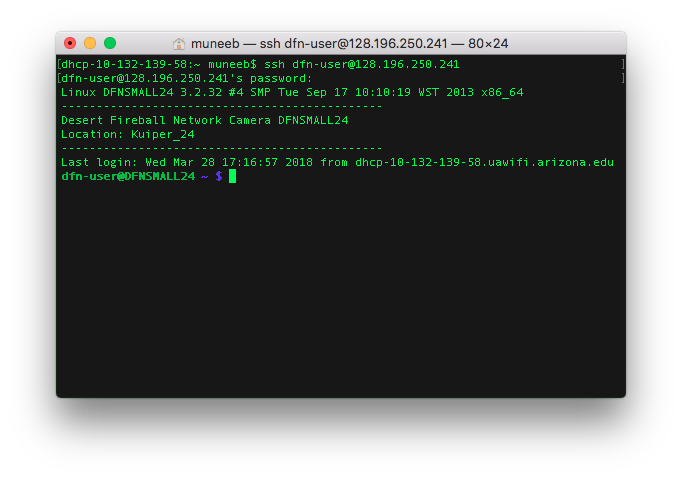 muneeb — ssh dfn-user@128.196.250.241 — 80×24
[dhcp-10-132-139-58:~ muneeb$ ssh dfn-user@128.196.250.241 ]
[dfn-user@128.196.250.241's password: ]
Linux DFNSMALL24 3.2.32 #4 SMP Tue Sep 17 10:10:19 WST 2013 x86_64
----------------------------------------------
Desert Fireball Network Camera DFNSMALL24
Location: Kuiper_24
----------------------------------------------
Last login: Wed Mar 28 17:16:57 2018 from dhcp-10-132-139-58.uawifi.arizona.edu
dfn-user@DFNSMALL24 ~ $